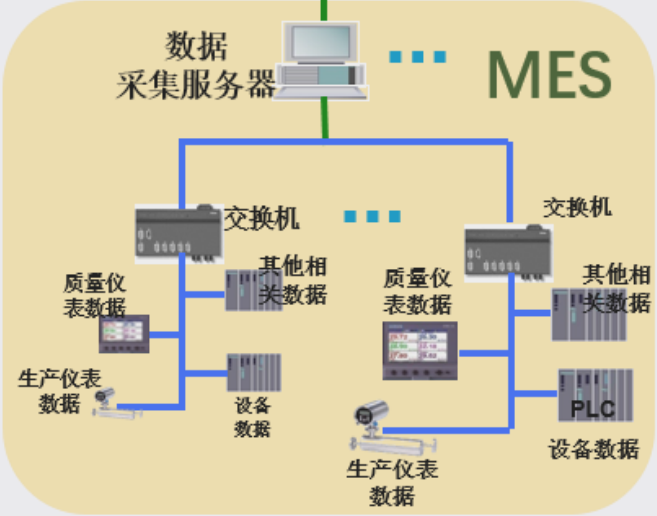 数据
采集服务器
MES
交换机
交换机
其他相
关数据
质量仪
表数据
生产仪表
数据
设备
数据
质量仪
表数据
其他相
关数据
PLC
设备数据
生产仪表
数据